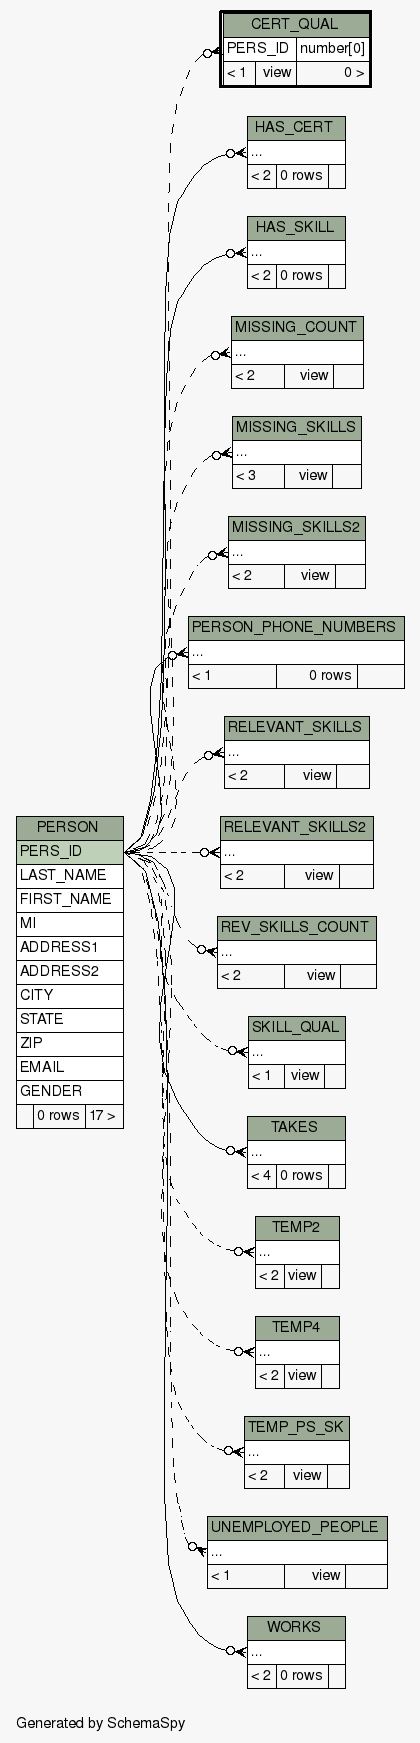 CERT_QUAL
PERS_ID number[0]
< 1 view 0 >
HAS_CERT
...
< 2 0 rows
HAS_SKILL
...
< 2 0 rows
MISSING_COUNT
...
< 2 view
MISSING_SKILLS
...
< 3 view
MISSING_SKILLS2
...
< 2 view
PERSON_PHONE_NUMBERS
...
< 1 0 rows
RELEVANT_SKILLS
...
< 2 view
PERSON
PERS_ID
LAST_NAME
FIRST_NAME
MI
ADDRESS1
ADDRESS2
CITY
STATE
ZIP
EMAIL
GENDER
0 rows 17 >
RELEVANT_SKILLS2
...
< 2 view
REV_SKILLS_COUNT
...
< 2 view
SKILL_QUAL
...
< 1 view
TAKES
...
< 4 0 rows
TEMP2
...
< 2 view
TEMP4
...
< 2 view
TEMP_PS_SK
...
< 2 view
UNEMPLOYED_PEOPLE
...
< 1 view
WORKS
...
< 2 0 rows
Generated by SchemaSpy